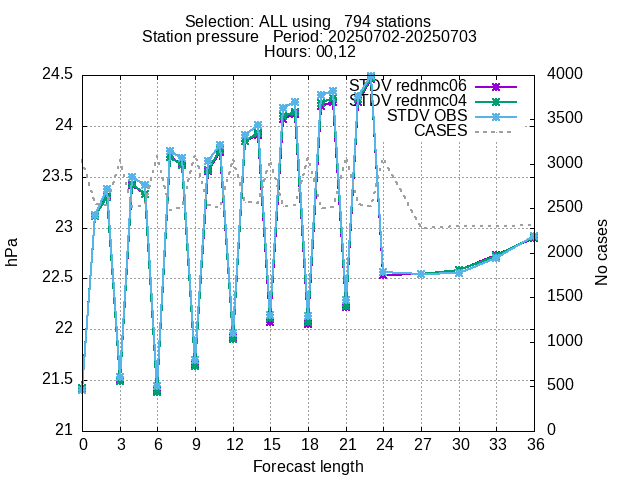 Selection: ALL using   794 stations
Station pressure   Period: 20250702-20250703
Hours: 00,12
STDV rednmc06
STDV rednmc04
STDV OBS
CASES
24.5
24
23.5
23
22.5
22
21.5
21
4000
3500
3000
2500
2000
1500
1000
500
0
hPa
No cases
0 3 6 9 12 15 18 21 24 27 30 33 36
Forecast length